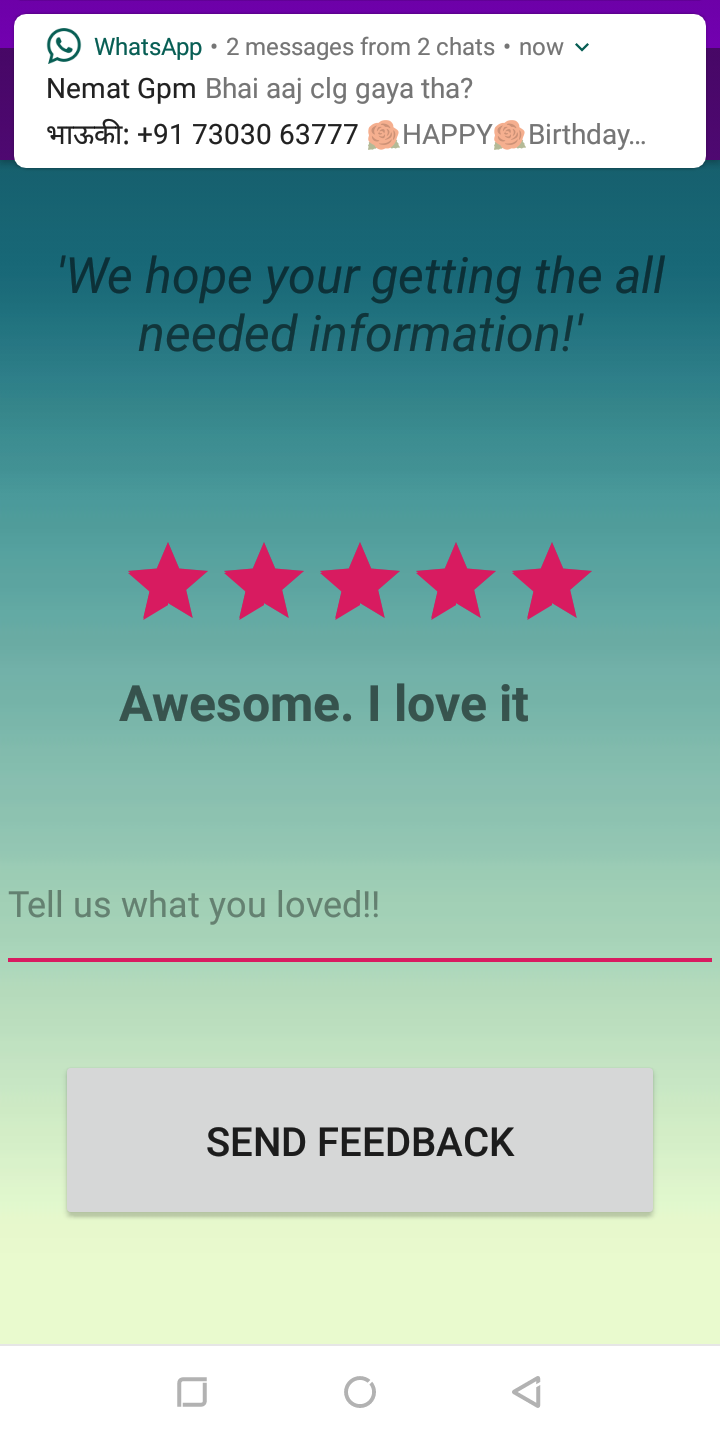 WhatsApp • 2 messages from 2 chats • now
Nemat Gpm Bhai aaj clg gaya tha?
भाऊकी: +91 73030 63777 🌹HAPPY🌹Birthday...
'We hope your getting the all
needed information!'
Awesome. I love it
Tell us what you loved!!
SEND FEEDBACK